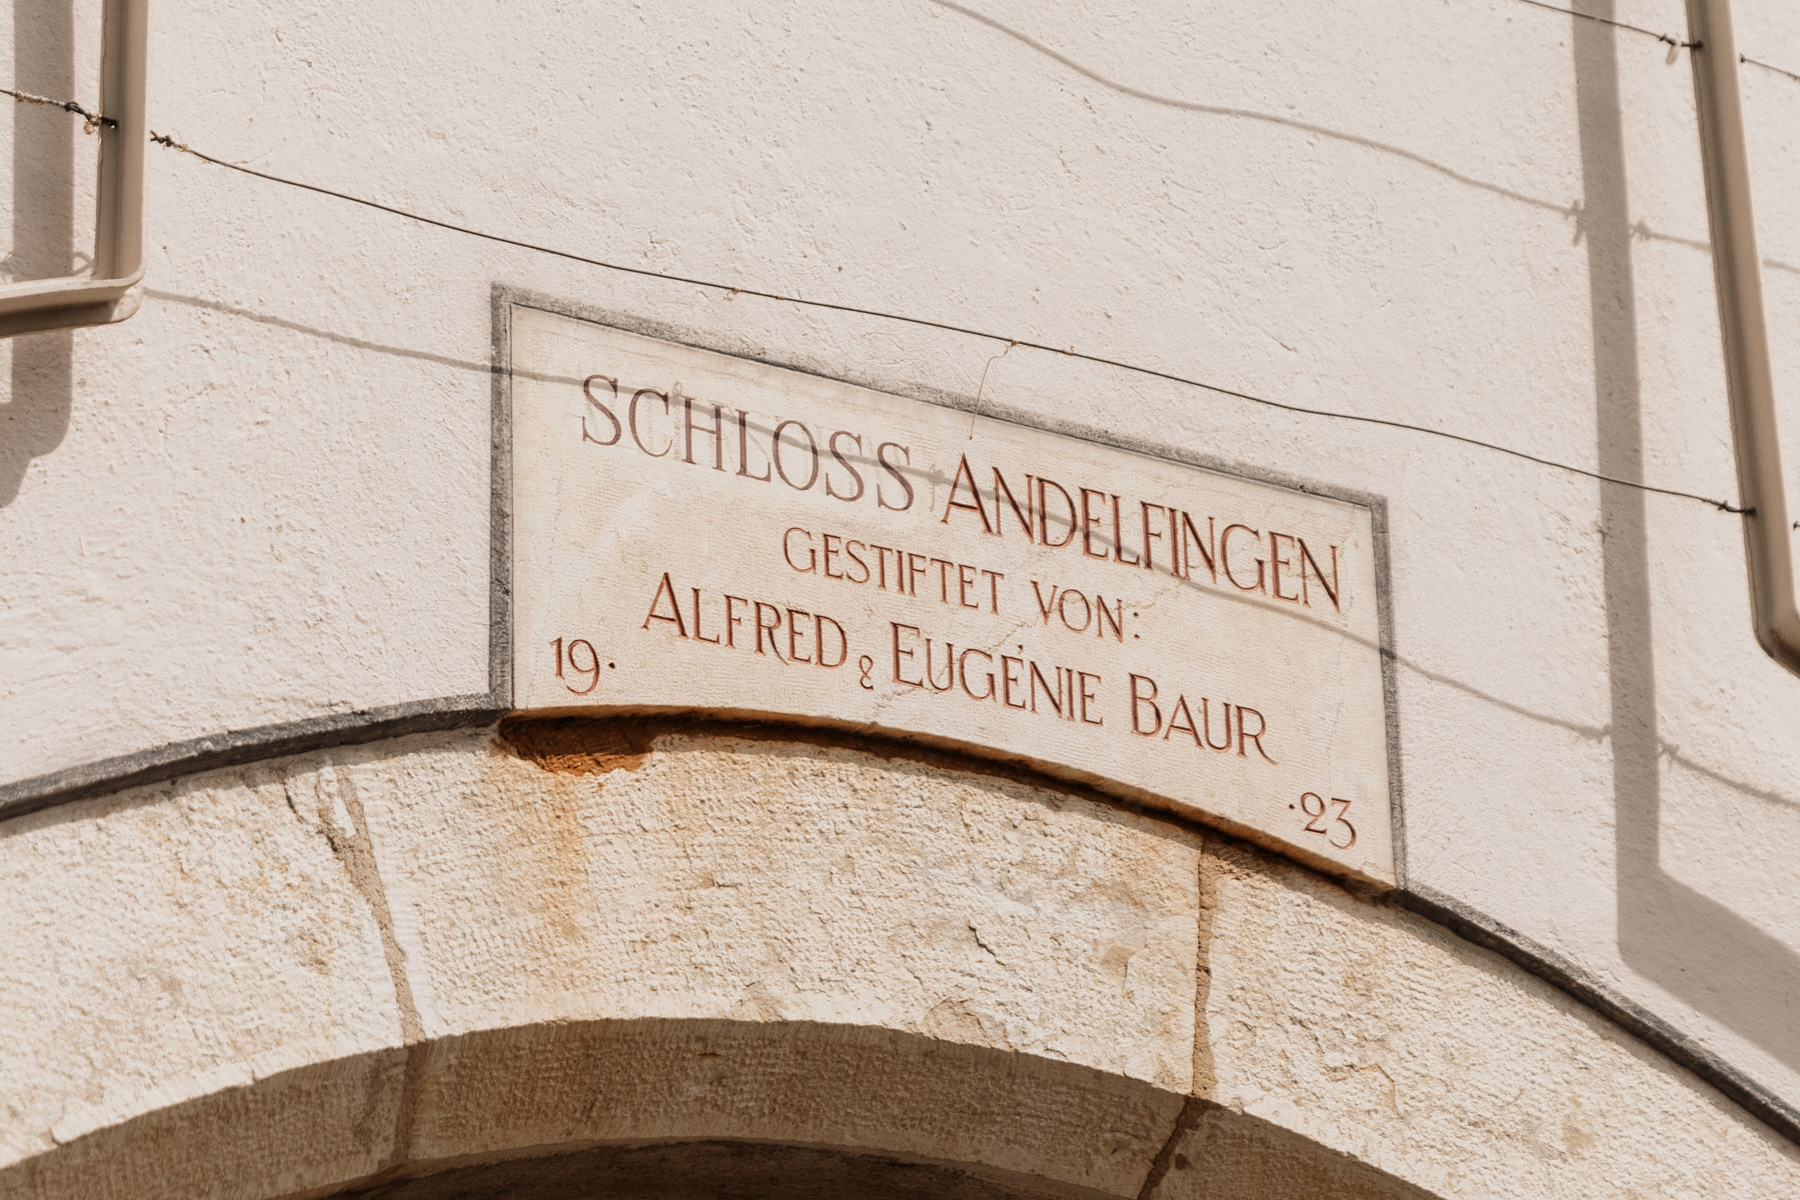 SCHLOSS ANDELFINGEN
GESTIFTET VON:
ALFRED & EUGÉNIE BAUR
19· ·23